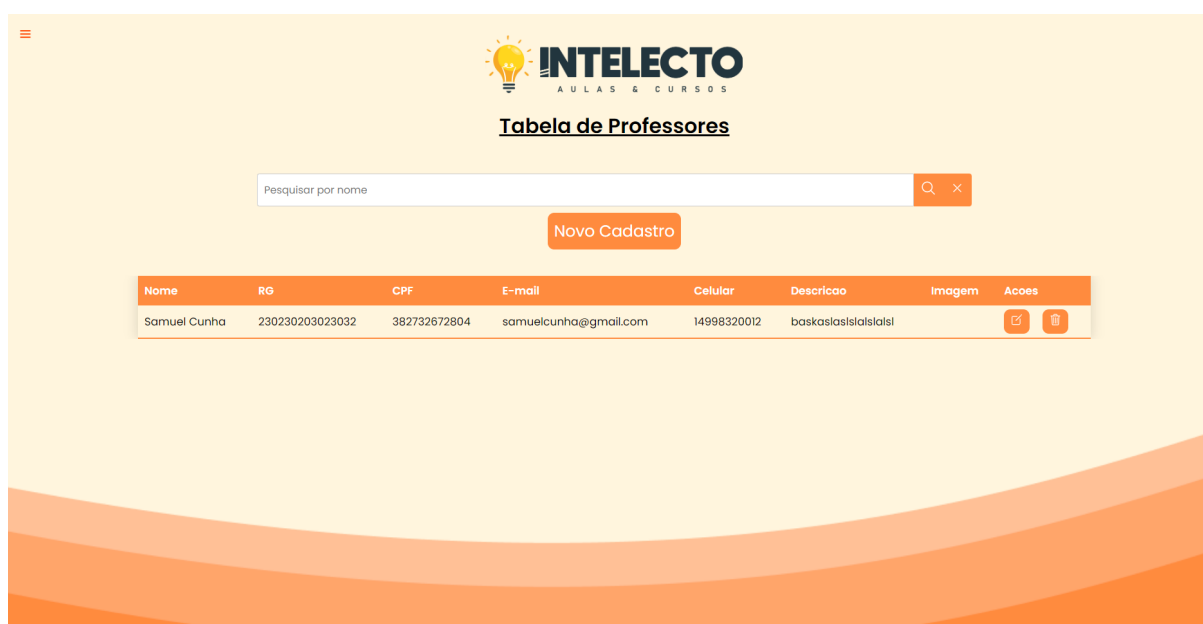 INTELECTO
AULAS & CURSOS
Tabela de Professores
Pesquisar por nome
Novo Cadastro
Nome RG CPF E-mail Celular Descricao Imagem Acoes
Samuel Cunha 230230203023032 382732672804 samuelcunha@gmail.com 14998320012 baskaslaslslalslalsl